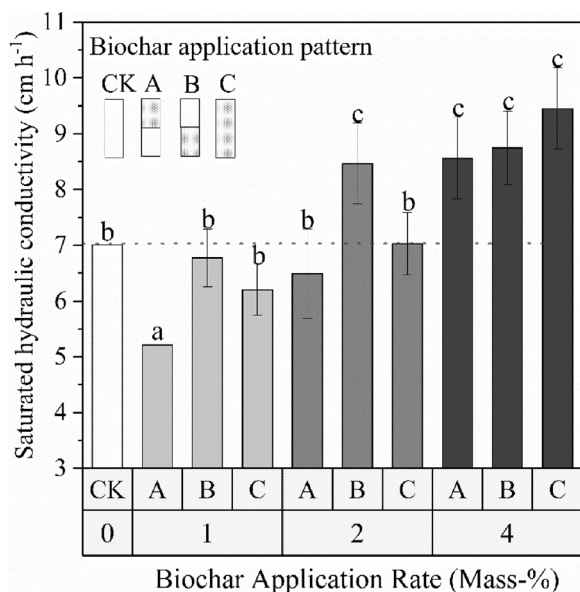 Saturated hydraulic conductivity (cm h⁻¹)
11
10
9
8
7
6
5
4
3
Biochar application pattern
CK A B C
b a b b b c b c c c
CK A B C A B C A B C
0 1 2 4
Biochar Application Rate (Mass-%)